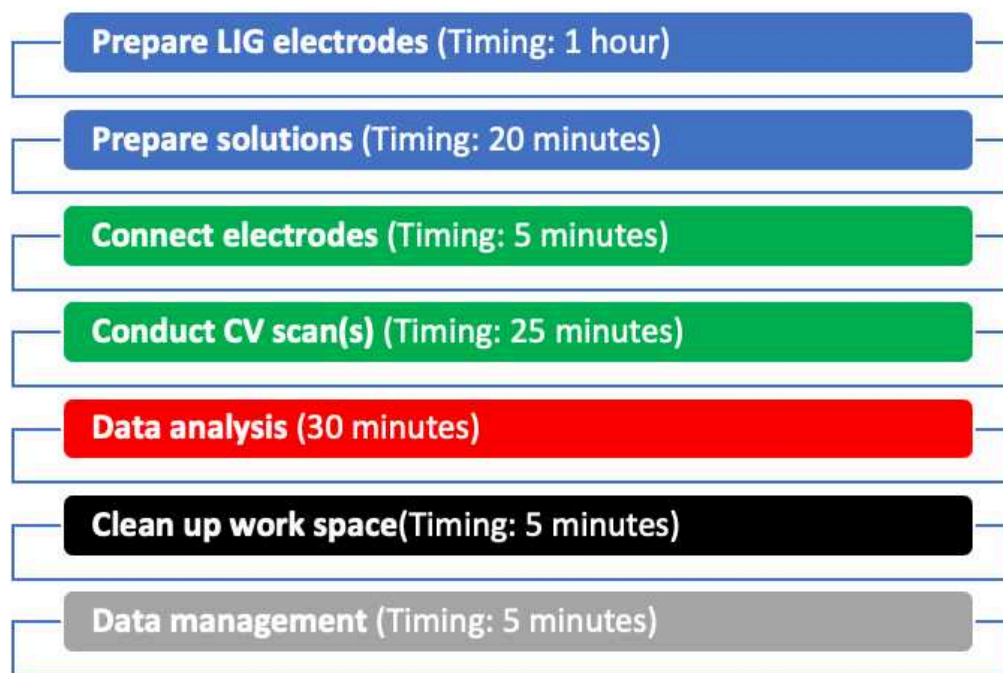 Prepare LIG electrodes (Timing: 1 hour)
Prepare solutions (Timing: 20 minutes)
Connect electrodes (Timing: 5 minutes)
Conduct CV scan(s) (Timing: 25 minutes)
Data analysis (30 minutes)
Clean up work space(Timing: 5 minutes)
Data management (Timing: 5 minutes)